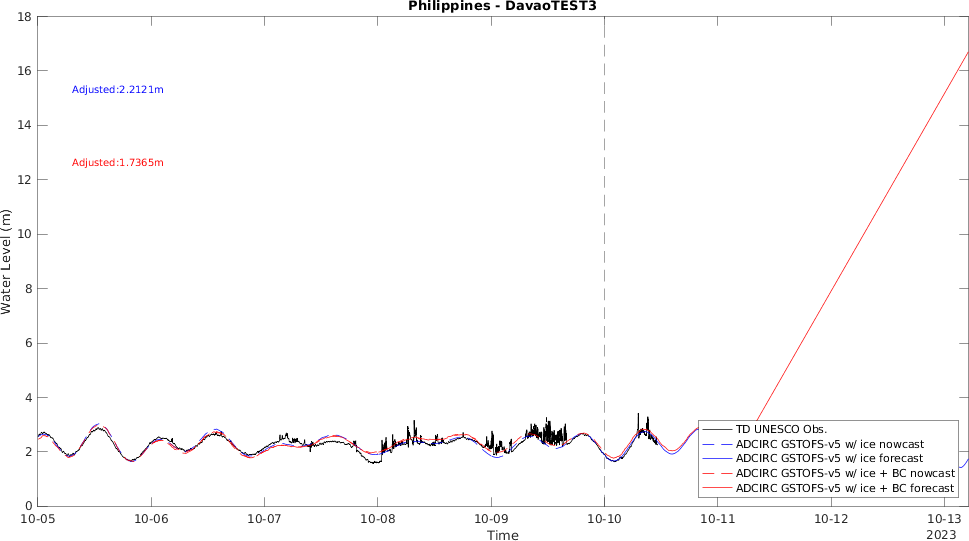 Philippines - DavaoTEST3
18
16
14
12
10
8
6
4
2
0
Water Level (m)
Adjusted:2.2121m
Adjusted:1.7365m
TD UNESCO Obs.
ADCIRC GSTOFS-v5 w/ ice nowcast
ADCIRC GSTOFS-v5 w/ ice forecast
ADCIRC GSTOFS-v5 w/ ice + BC nowcast
ADCIRC GSTOFS-v5 w/ ice + BC forecast
10-05 10-06 10-07 10-08 10-09 10-10 10-11 10-12 10-13
2023
Time